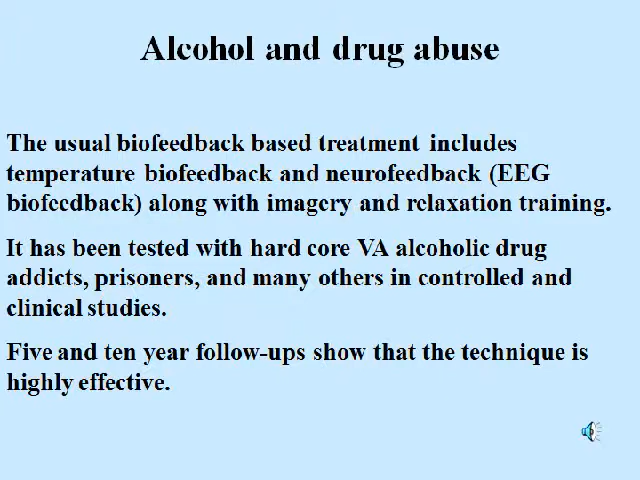 Alcohol and drug abuse
The usual biofeedback based treatment includes
temperature biofeedback and neurofeedback (EEG
biofeedback) along with imagery and relaxation training.
It has been tested with hard core VA alcoholic drug
addicts, prisoners, and many others in controlled and
clinical studies.
Five and ten year follow-ups show that the technique is
highly effective.